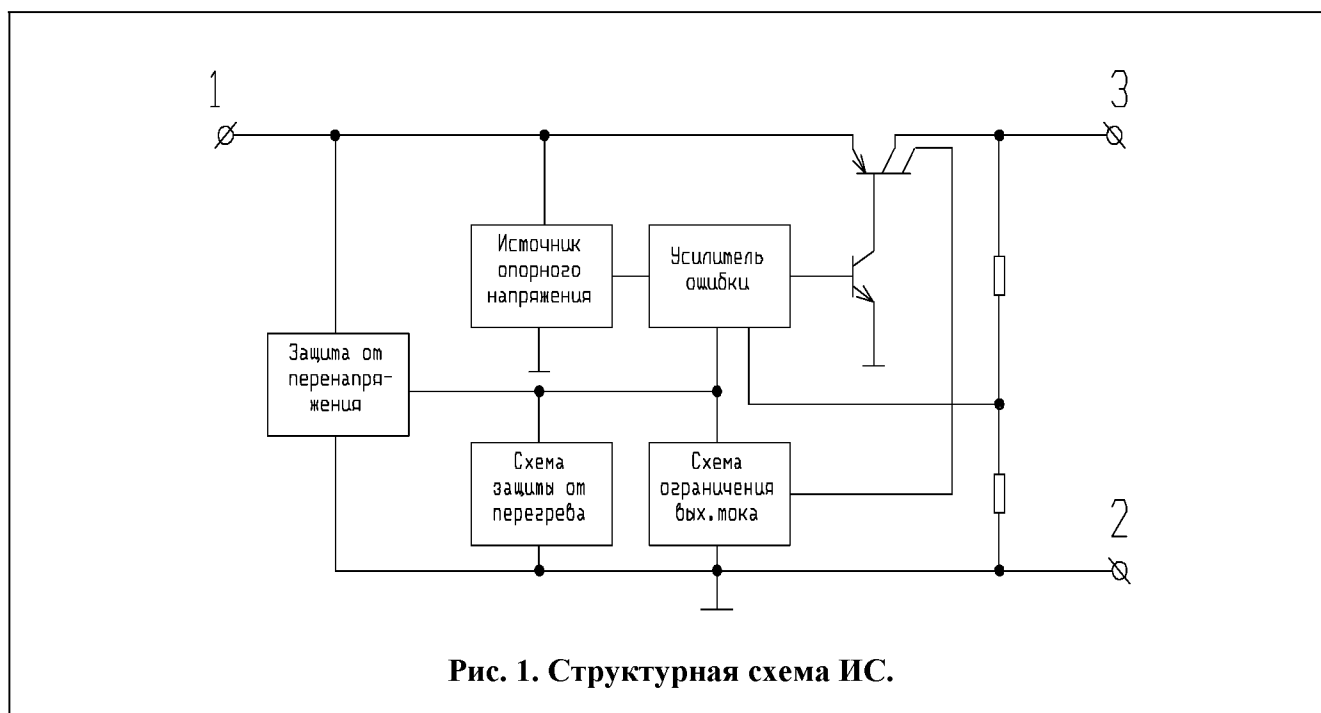 1
3
Источник
опорного
напряжения
Усилитель
ошибки
Защита от
перенапря-
жения
Схема
защиты от
перегрева
Схема
ограничения
вых.тока
2
Рис. 1. Структурная схема ИС.